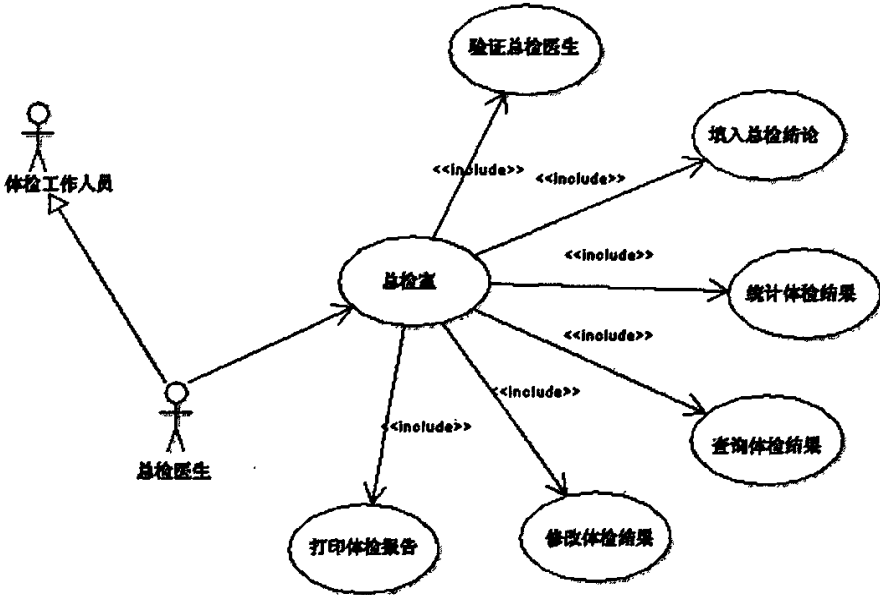 验证总检医生
填入总检结论
体检工作人员
<<include>>
<<include>>
<<include>>
总检室
统计体检结果
<<include>>
<<include>>
<<include>>
查询体检结果
总检医生
打印体检报告
修改体检结果